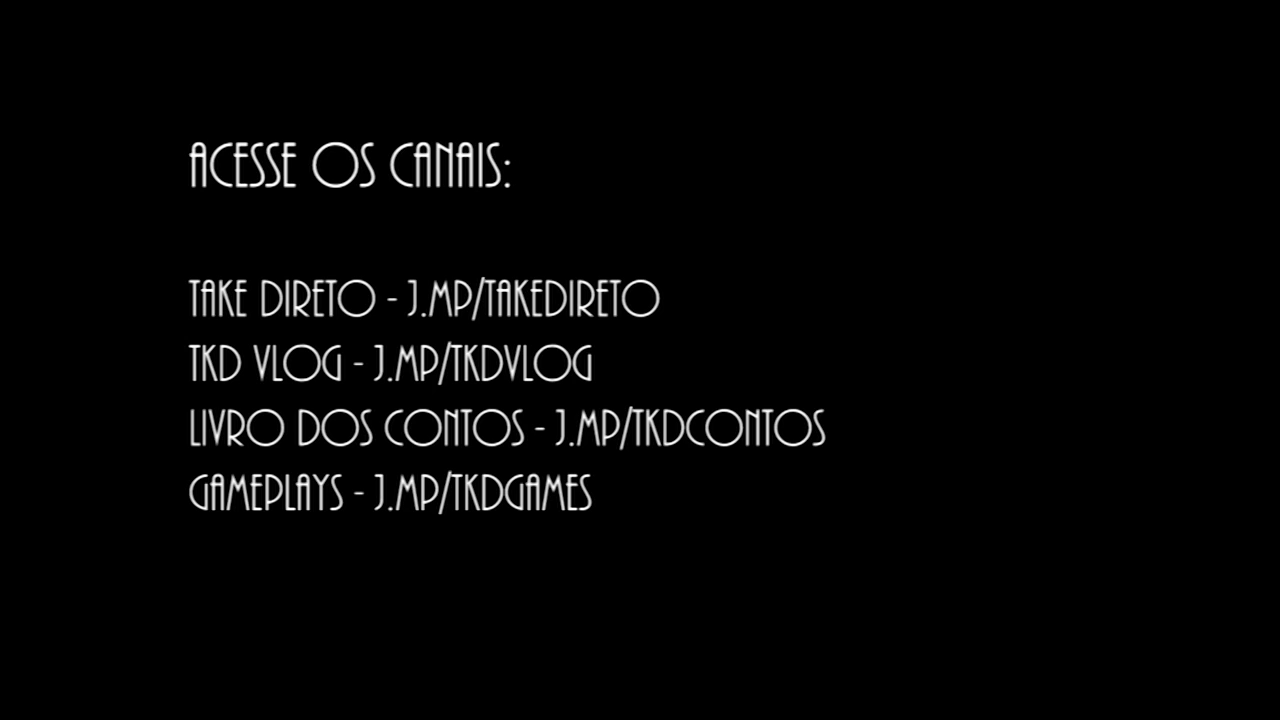 ACESSE OS CANAIS:
TAKE DIRETO - J.MP/TAKEDIRETO
TKD VLOG - J.MP/TKDVLOG
LIVRO DOS CONTOS - J.MP/TKDCONTOS
GAMEPLAYS - J.MP/TKDGAMES